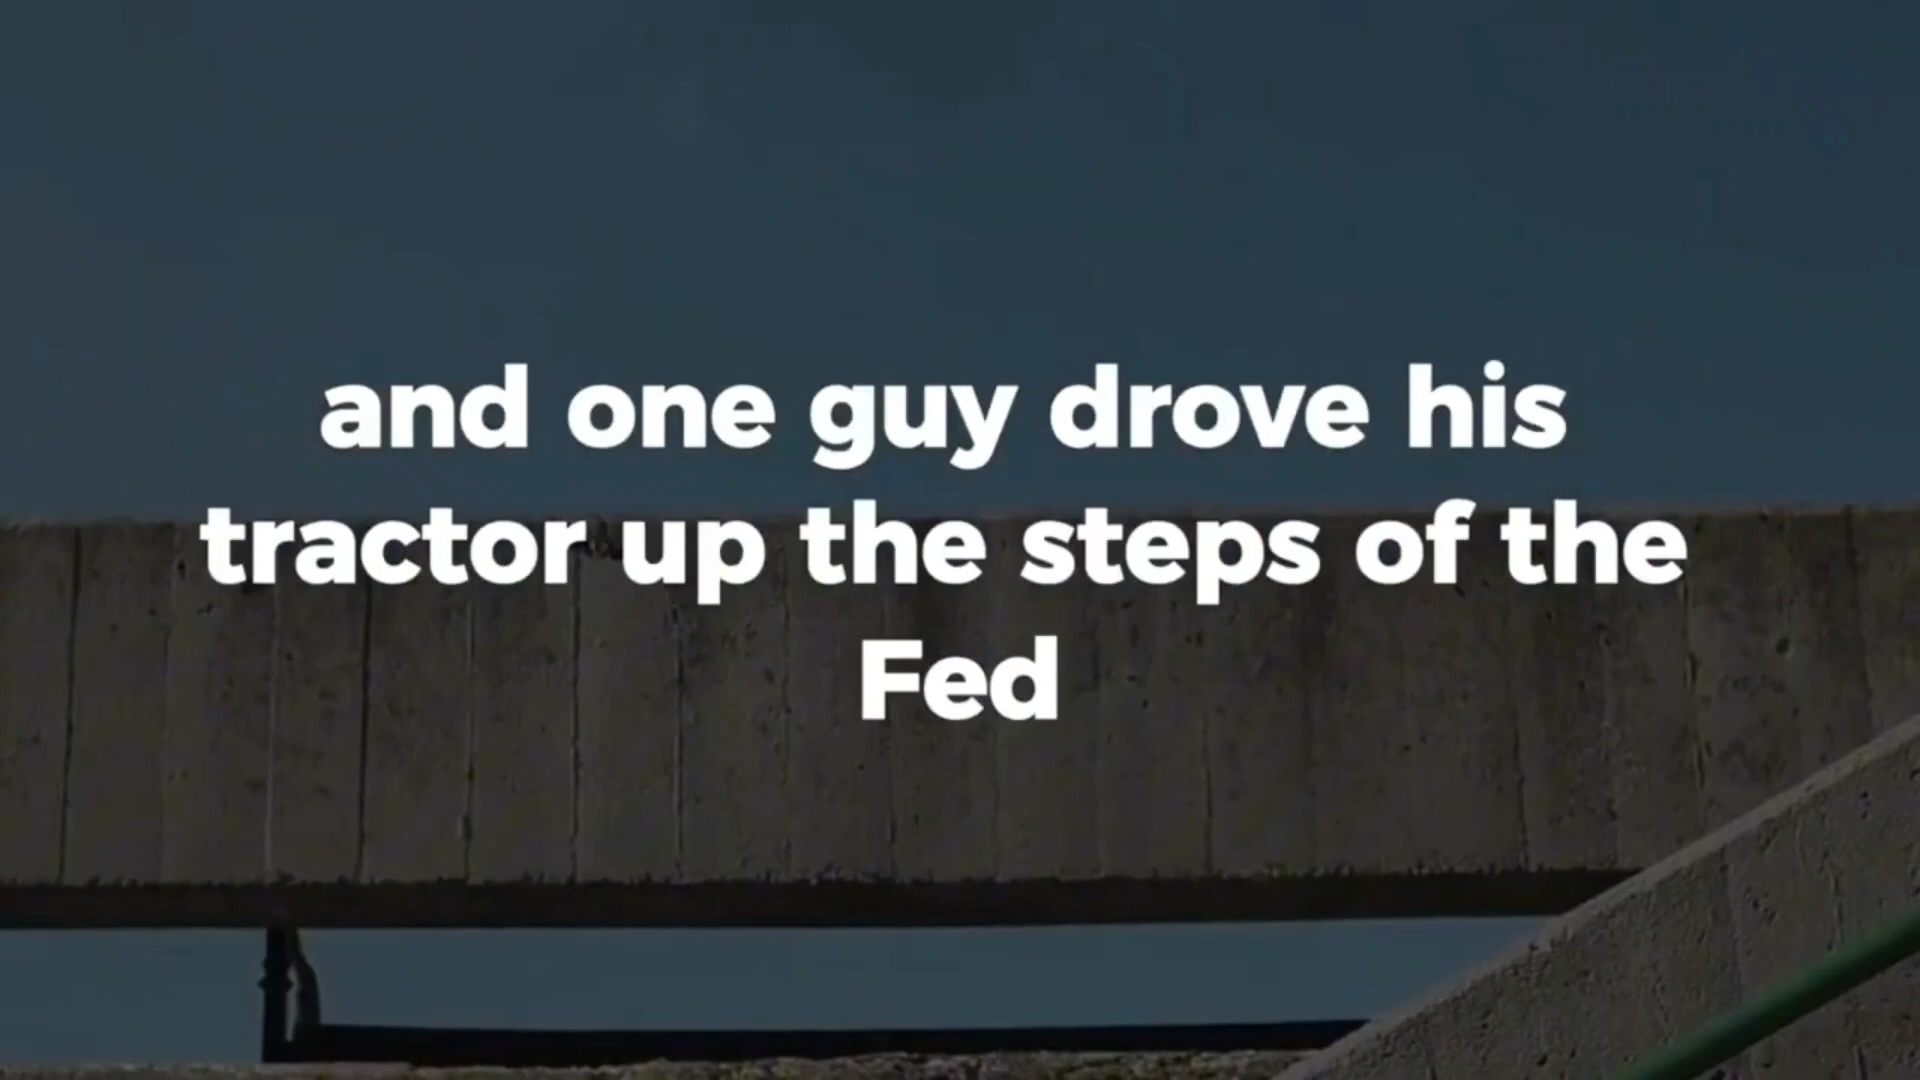 and one guy drove his
tractor up the steps of the
Fed